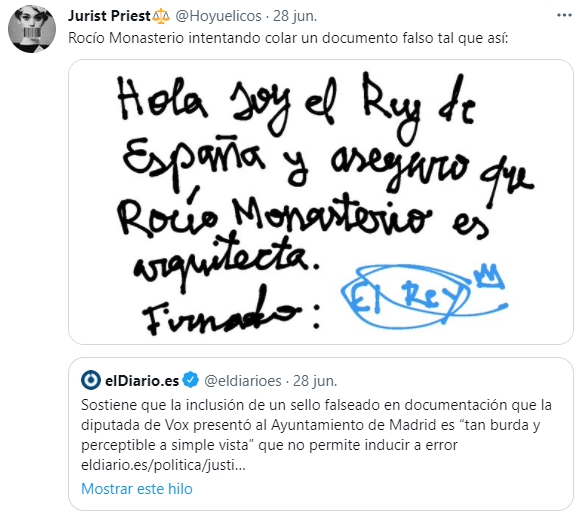 Jurist Priest⚖️ @Hoyuelicos · 28 jun.
Rocío Monasterio intentando colar un documento falso tal que así:
Hola soy el Rey de
España y aseguro que
Rocío Monasterio es
arquitecta.
Firmado: El Rey
elDiario.es @eldiarioes · 28 jun.
Sostiene que la inclusión de un sello falseado en documentación que la
diputada de Vox presentó al Ayuntamiento de Madrid es “tan burda y
perceptible a simple vista” que no permite inducir a error
eldiario.es/politica/justi...
Mostrar este hilo